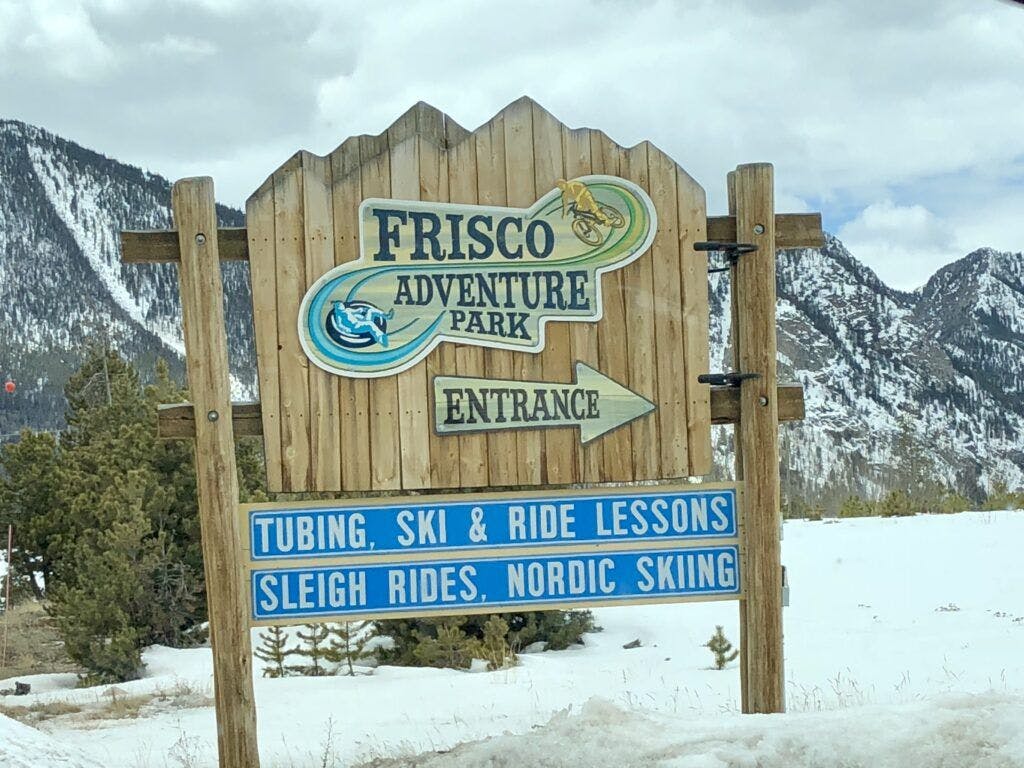 FRISCO
ADVENTURE
PARK
ENTRANCE
TUBING, SKI & RIDE LESSONS
SLEIGH RIDES, NORDIC SKIING